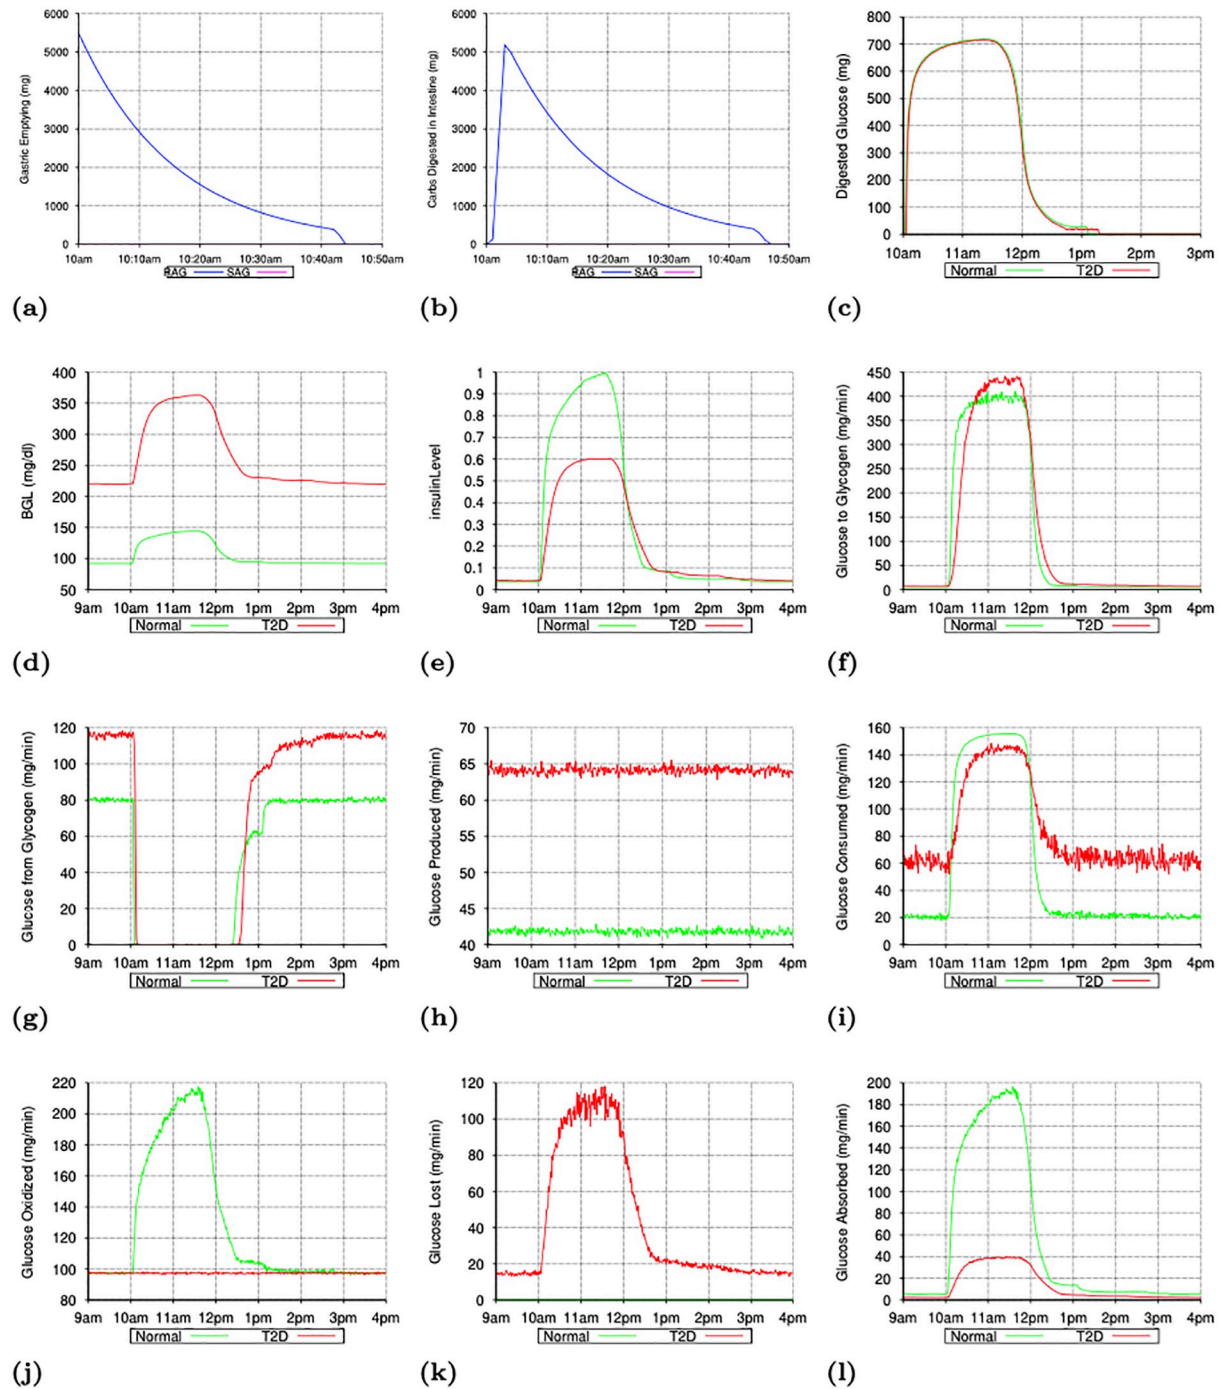 6000
5000
4000
3000
2000
1000
0
Gastric Emptying (mg)
10am 10:10am 10:20am 10:30am 10:40am 10:50am
RAG SAG
(a)
6000
5000
4000
3000
2000
1000
0
Carbs Digested in Intestine (mg)
10am 10:10am 10:20am 10:30am 10:40am 10:50am
RAG SAG
(b)
800
700
600
500
400
300
200
100
0
Digested Glucose (mg)
10am 11am 12pm 1pm 2pm 3pm
Normal T2D
(c)
400
350
300
250
200
150
100
50
BGL (mg/dl)
9am 10am 11am 12pm 1pm 2pm 3pm 4pm
Normal T2D
(d)
1
0.9
0.8
0.7
0.6
0.5
0.4
0.3
0.2
0.1
0
insulinLevel
9am 10am 11am 12pm 1pm 2pm 3pm 4pm
Normal T2D
(e)
450
400
350
300
250
200
150
100
50
0
Glucose to Glycogen (mg/min)
9am 10am 11am 12pm 1pm 2pm 3pm 4pm
Normal T2D
(f)
120
100
80
60
40
20
0
Glucose from Glycogen (mg/min)
9am 10am 11am 12pm 1pm 2pm 3pm 4pm
Normal T2D
(g)
70
65
60
55
50
45
40
Glucose Produced (mg/min)
9am 10am 11am 12pm 1pm 2pm 3pm 4pm
Normal T2D
(h)
160
140
120
100
80
60
40
20
0
Glucose Consumed (mg/min)
9am 10am 11am 12pm 1pm 2pm 3pm 4pm
Normal T2D
(i)
220
200
180
160
140
120
100
80
Glucose Oxidized (mg/min)
9am 10am 11am 12pm 1pm 2pm 3pm 4pm
Normal T2D
(j)
120
100
80
60
40
20
0
Glucose Lost (mg/min)
9am 10am 11am 12pm 1pm 2pm 3pm 4pm
Normal T2D
(k)
200
180
160
140
120
100
80
60
40
20
0
Glucose Absorbed (mg/min)
9am 10am 11am 12pm 1pm 2pm 3pm 4pm
Normal T2D
(l)